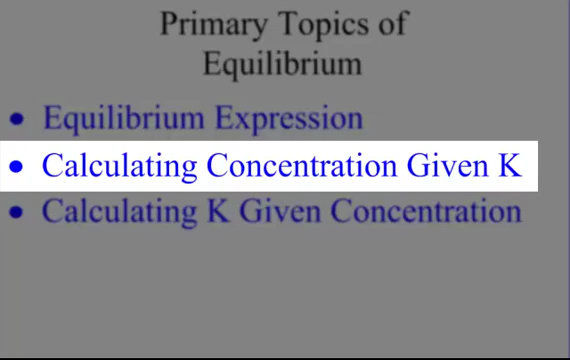 Primary Topics of
Equilibrium
• Equilibrium Expression
• Calculating Concentration Given K
• Calculating K Given Concentration